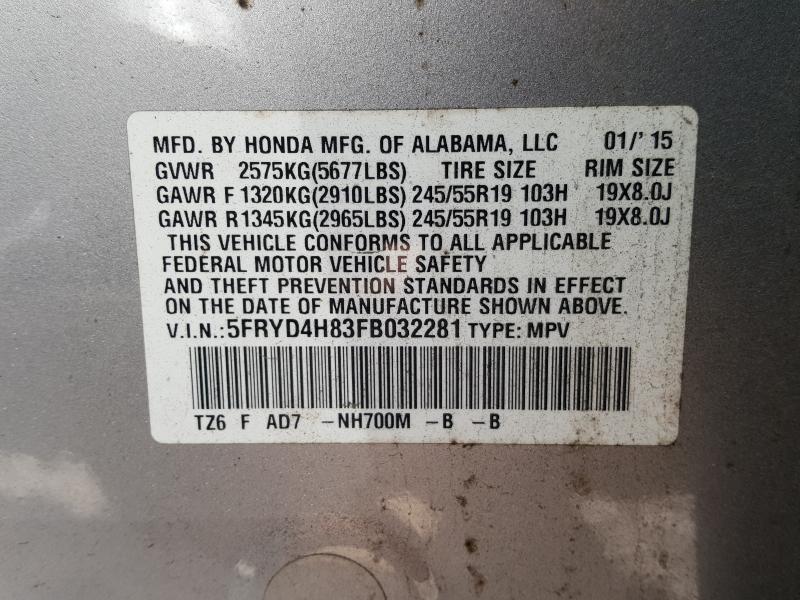 MFD. BY HONDA MFG. OF ALABAMA, LLC 01/'15
GVWR 2575KG(5677LBS) TIRE SIZE RIM SIZE
GAWR F 1320KG(2910LBS) 245/55R19 103H 19X8.0J
GAWR R1345KG(2965LBS) 245/55R19 103H 19X8.0J
THIS VEHICLE CONFORMS TO ALL APPLICABLE
FEDERAL MOTOR VEHICLE SAFETY
AND THEFT PREVENTION STANDARDS IN EFFECT
ON THE DATE OF MANUFACTURE SHOWN ABOVE.
V.I.N.:5FRYD4H83FB032281 TYPE: MPV
TZ6 F AD7 -NH700M -B -B